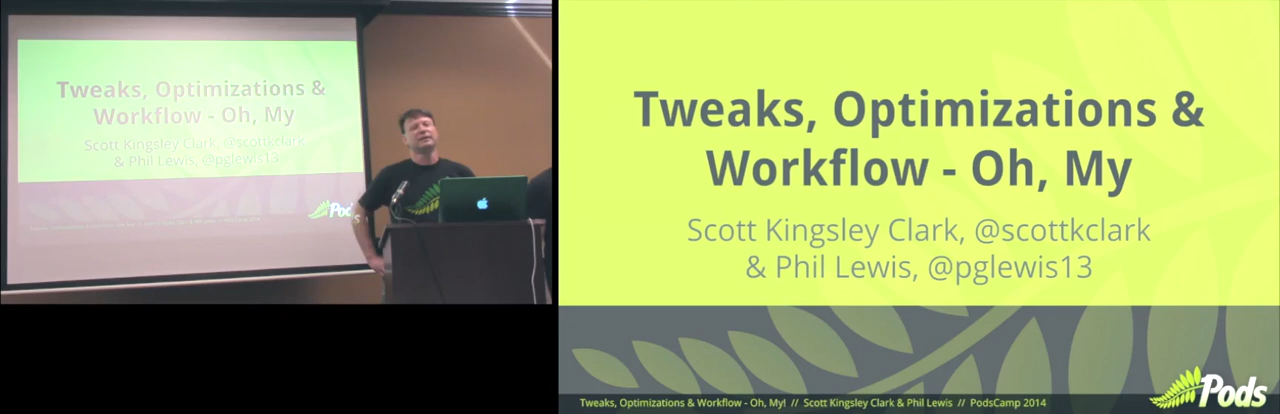 Tweaks, Optimizations &
Workflow - Oh, My
Scott Kingsley Clark, @scottkclark
& Phil Lewis, @pglewis13
Pods
Tweaks, Optimizations &
Workflow - Oh, My
Scott Kingsley Clark, @scottkclark
& Phil Lewis, @pglewis13
Tweaks, Optimizations & Workflow - Oh, My! // Scott Kingsley Clark & Phil Lewis // PodsCamp 2014
Pods